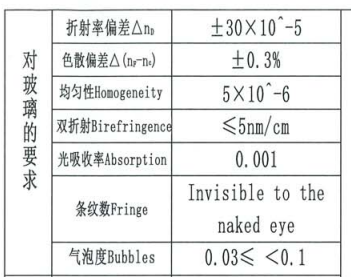 对玻璃的要求
折射率偏差△n_D ±30×10^-5
色散偏差△(n_F-n_C) ±0.3%
均匀性Homogeneity 5×10^-6
双折射Birefringence ≤5nm/cm
光吸收率Absorption 0.001
条纹数Fringe Invisible to the
naked eye
气泡度Bubbles 0.03≤ <0.1